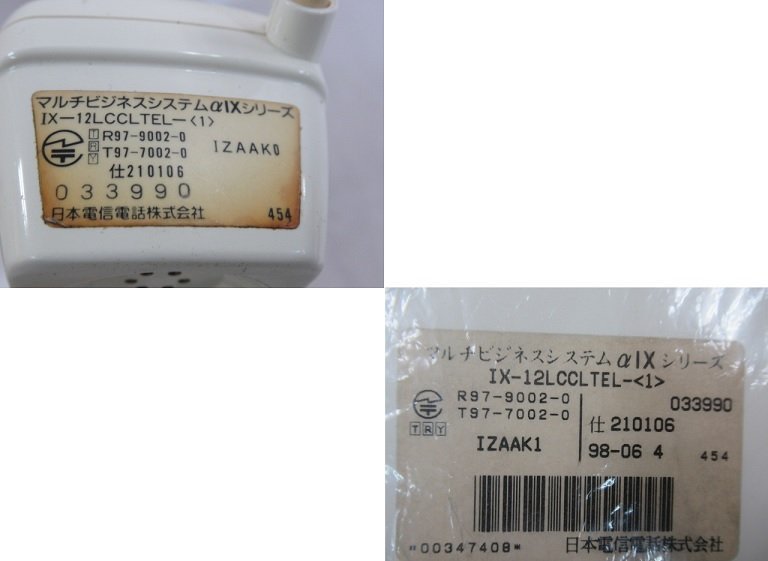 マルチビジネスシステムαIXシリーズ
IX-12LCCLTEL-<1>
T R97-9002-0
R T97-7002-0 IZAAK0
Y
仕210106
033990
日本電信電話株式会社 454
マルチビジネスシステムαIXシリーズ
IX-12LCCLTEL-<1>
R97-9002-0 033990
T97-7002-0 仕210106
TRY
IZAAK1 98-06 4 454
*00347408* 日本電信電話株式会社